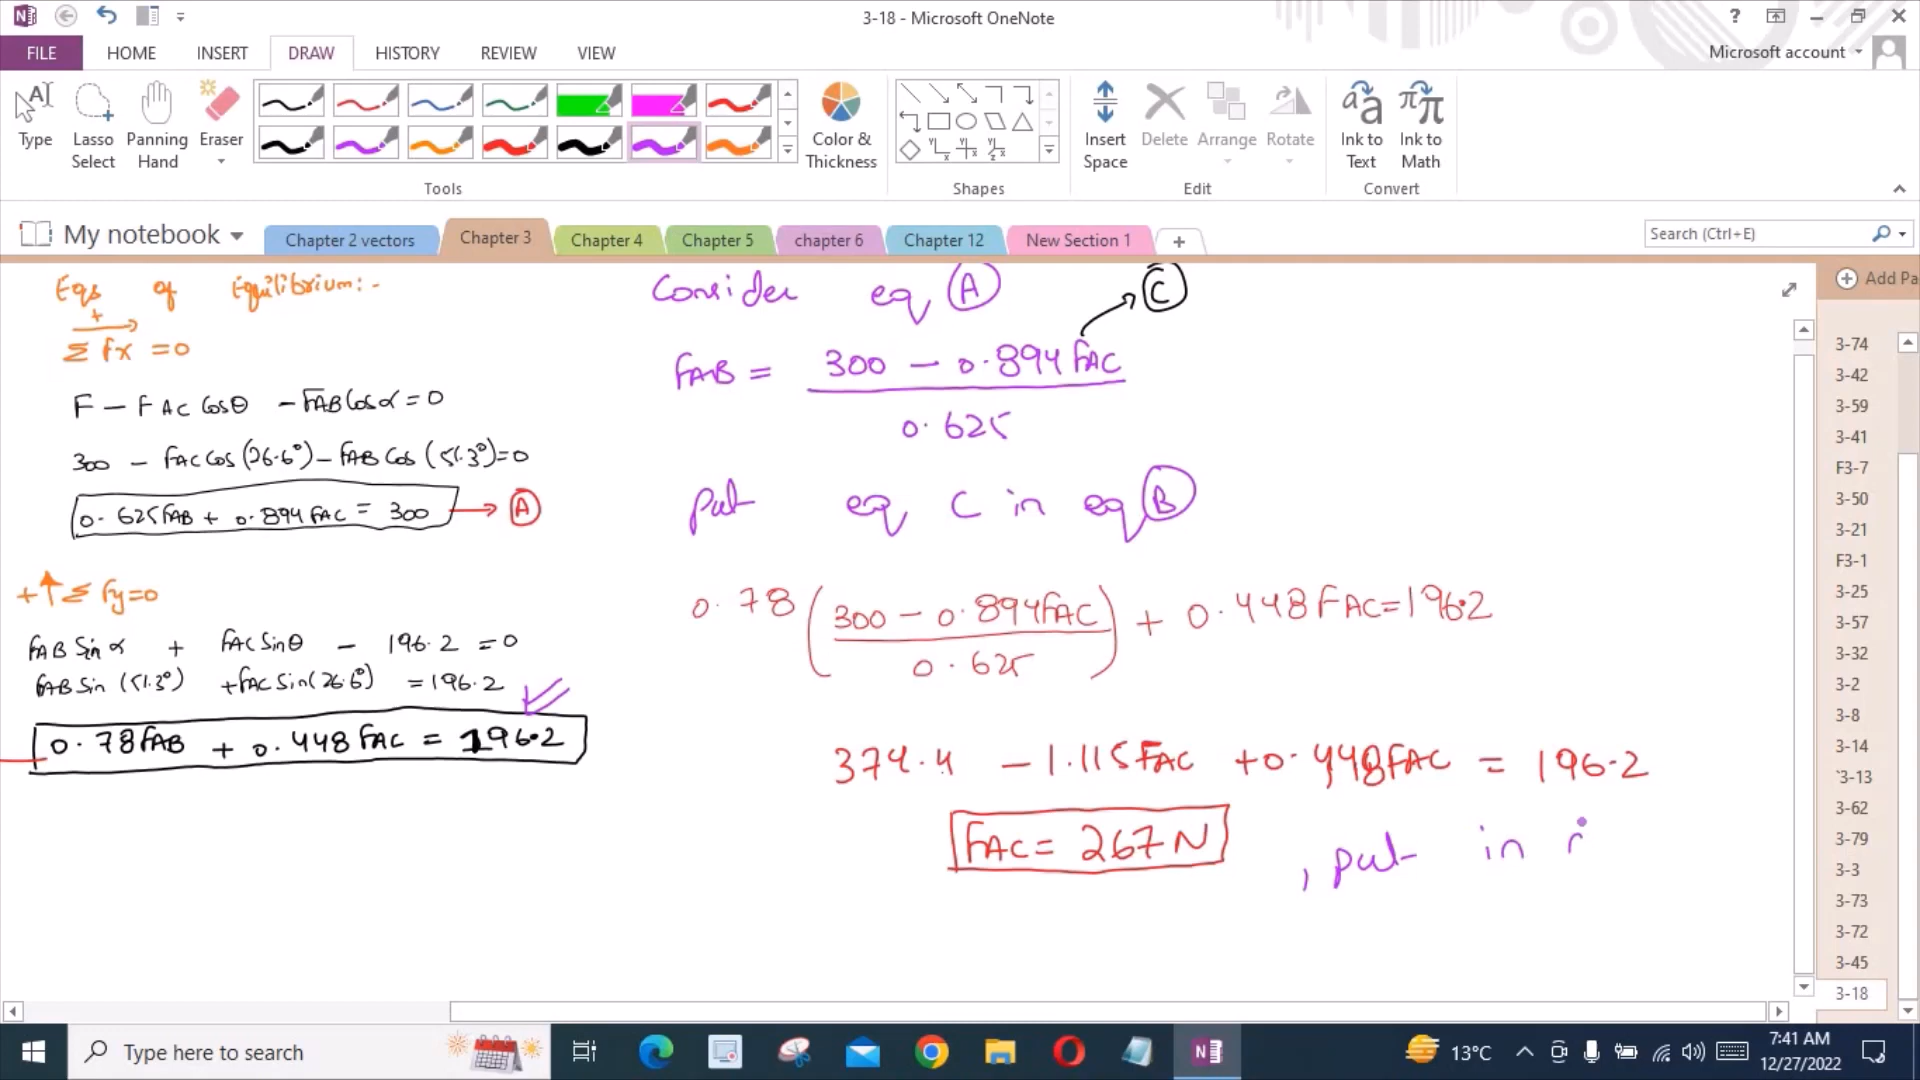 3-18 - Microsoft OneNote
FILE HOME INSERT DRAW HISTORY REVIEW VIEW
Microsoft account
Type
Lasso Select
Panning Hand
Eraser
Color & Thickness
Insert Space
Delete
Arrange
Rotate
Ink to Text
Ink to Math
Tools
Shapes
Edit
Convert
My notebook
Chapter 2 vectors
Chapter 3
Chapter 4
Chapter 5
chapter 6
Chapter 12
New Section 1
Search (Ctrl+E)
Eqs of Equilibrium:-
+
Σ Fx = 0
F - FAC Cosθ - FAB Cosα = 0
300 - FAC Cos (26.6°) - FAB Cos (51.3°) = 0
0.625 FAB + 0.894 FAC = 300 → A
+↑ Σ Fy = 0
FAB Sinα + FAC Sinθ - 196.2 = 0
FAB Sin (51.3°) + FAC Sin (26.6°) = 196.2
0.78 FAB + 0.448 FAC = 196.2
Consider eq A
C
FAB = 300 - 0.894 FAC
0.625
Put eq C in eq B
0.78 ( 300 - 0.894 FAC ) + 0.448 FAC = 196.2
0.625
374.4 - 1.115 FAC + 0.448 FAC = 196.2
FAC = 267 N , put in
Add Pa
3-74
3-42
3-59
3-41
F3-7
3-50
3-21
F3-1
3-25
3-57
3-32
3-2
3-8
3-14
`3-13
3-62
3-79
3-3
3-73
3-72
3-45
3-18
Type here to search
13°C
7:41 AM
12/27/2022